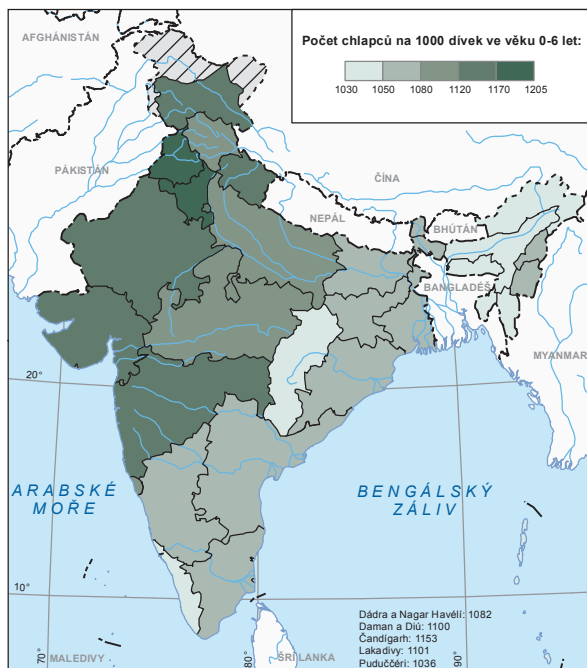 AFGHÁNISTÁN
Počet chlapců na 1000 dívek ve věku 0-6 let:
1030 1050 1080 1120 1170 1205
PÁKISTÁN
ČÍNA
NEPÁL
BHÚTÁN
BANGLADÉŠ
MYANMAR
20°
ARABSKÉ
MOŘE
BENGÁLSKÝ
ZÁLIV
10°
Dádra a Nagar Havélí: 1082
Daman a Diú: 1100
Čandígarh: 1153
Lakadivy: 1101
Puduččéri: 1036
70°
MALEDIVY
80°
SRÍ LANKA
90°